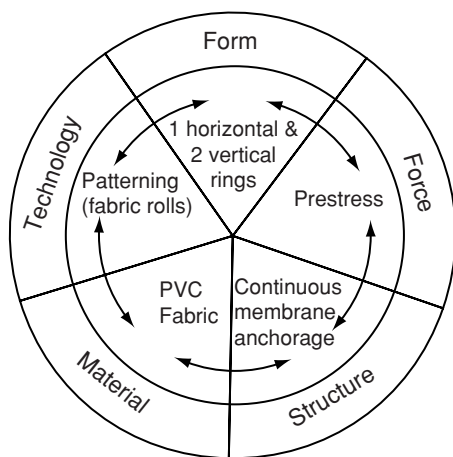 Form
1 horizontal &
2 vertical
rings
Technology
Patterning
(fabric rolls)
Force
Prestress
PVC
Fabric
Continuous
membrane
anchorage
Material
Structure